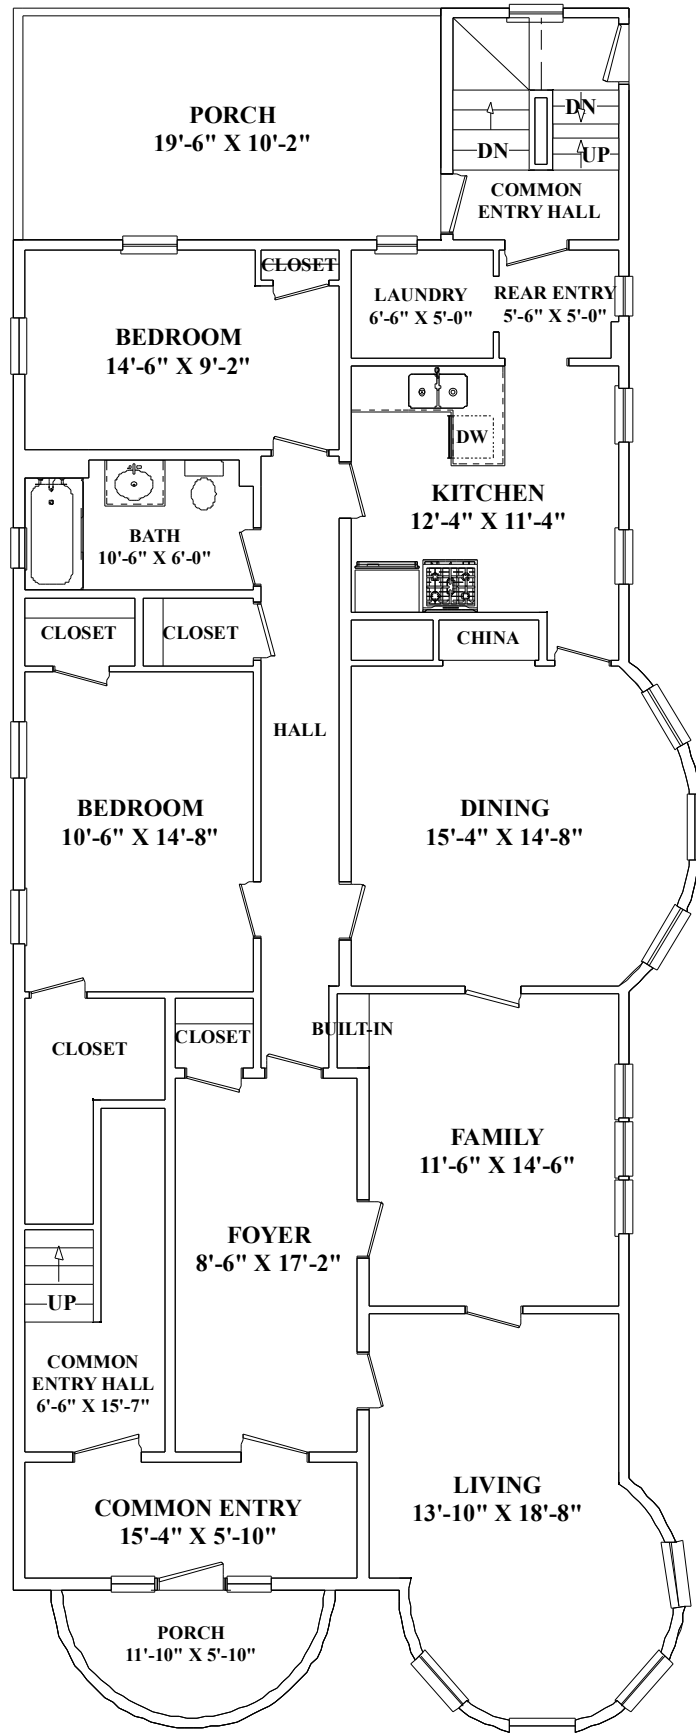 PORCH
19'-6" X 10'-2"
DN
DN
UP
COMMON
ENTRY HALL
CLOSET
LAUNDRY
6'-6" X 5'-0"
REAR ENTRY
5'-6" X 5'-0"
BEDROOM
14'-6" X 9'-2"
DW
KITCHEN
12'-4" X 11'-4"
BATH
10'-6" X 6'-0"
CLOSET
CLOSET
CHINA
HALL
BEDROOM
10'-6" X 14'-8"
DINING
15'-4" X 14'-8"
CLOSET
CLOSET
BUILT-IN
FAMILY
11'-6" X 14'-6"
FOYER
8'-6" X 17'-2"
UP
COMMON
ENTRY HALL
6'-6" X 15'-7"
LIVING
13'-10" X 18'-8"
COMMON ENTRY
15'-4" X 5'-10"
PORCH
11'-10" X 5'-10"